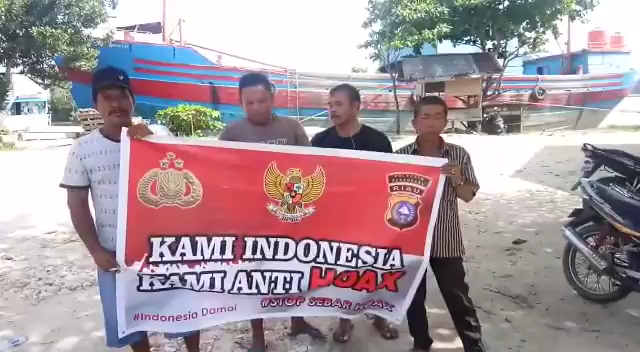 RIAU
KAMI INDONESIA
KAMI ANTI HOAX
#STOP SEBAR HOAX
#Indonesia Damai